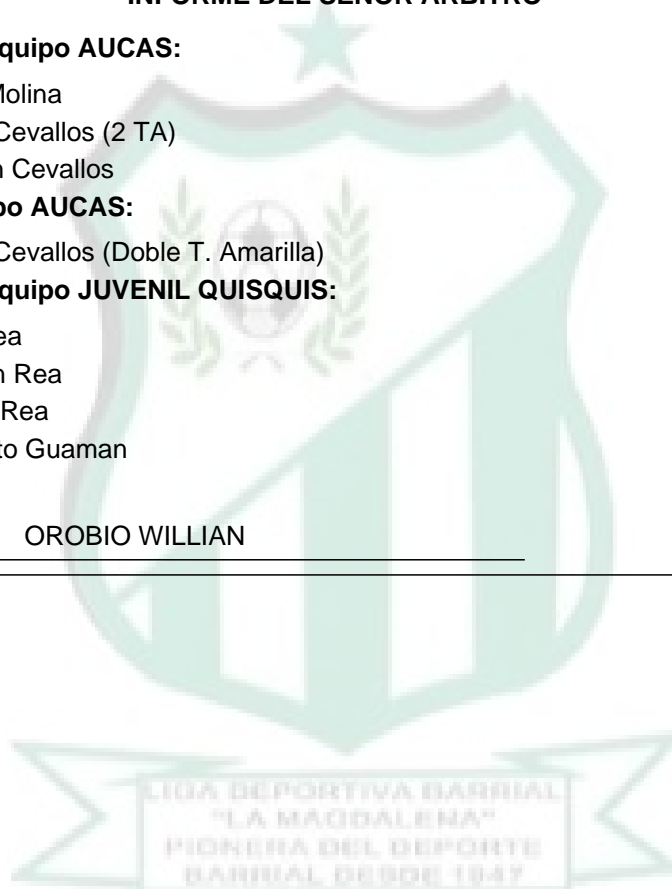 INFORME DEL SEÑOR ARBITRO
quipo AUCAS:
Molina
Cevallos (2 TA)
n Cevallos
po AUCAS:
Cevallos (Doble T. Amarilla)
quipo JUVENIL QUISQUIS:
ea
n Rea
Rea
to Guaman
OROBIO WILLIAN
LIGA DEPORTIVA BARRIAL
"LA MAGDALENA"
PIONERA DEL DEPORTE
BARRIAL DESDE 1947